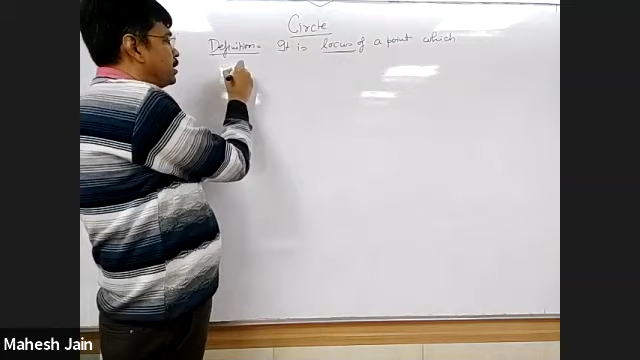 Circle
Definition:- It is locus of a point which
Mahesh Jain